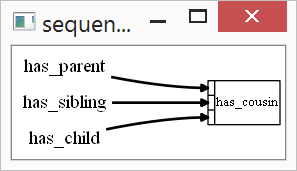 sequen...
has_parent
has_sibling
has_child
has_cousin